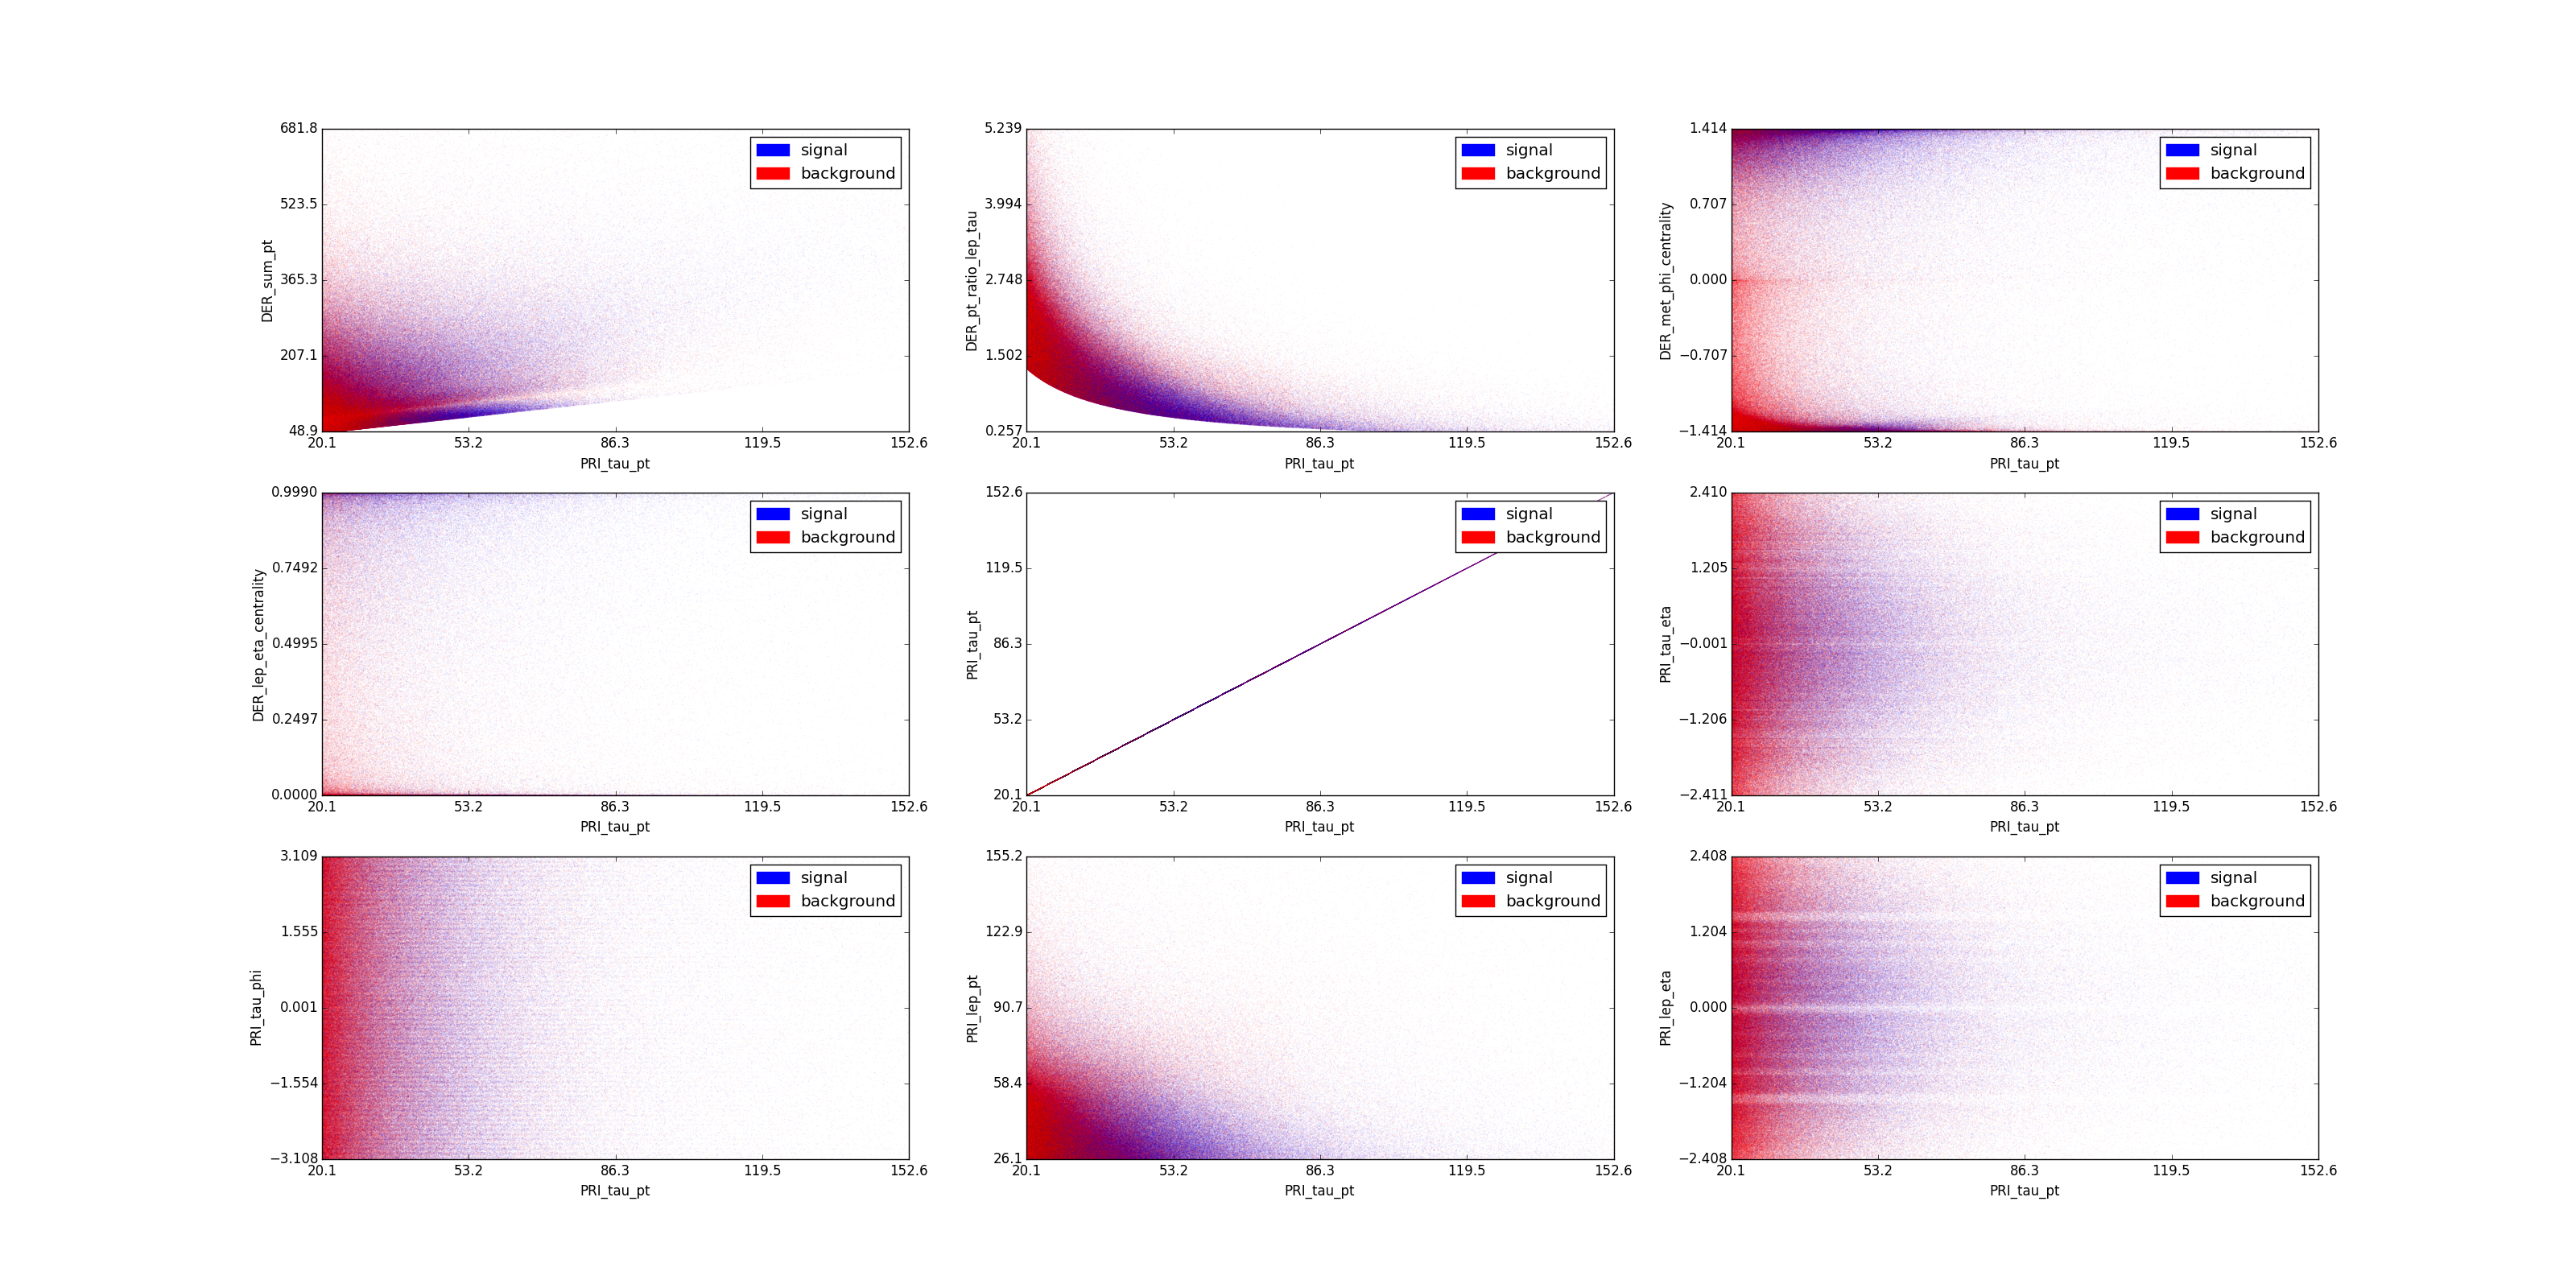 681.8
523.5
365.3
207.1
48.9
DER_sum_pt
20.1 53.2 86.3 119.5 152.6
PRI_tau_pt
signal
background
5.239
3.994
2.748
1.502
0.257
DER_pt_ratio_lep_tau
20.1 53.2 86.3 119.5 152.6
PRI_tau_pt
signal
background
1.414
0.707
0.000
−0.707
−1.414
DER_met_phi_centrality
20.1 53.2 86.3 119.5 152.6
PRI_tau_pt
signal
background
0.9990
0.7492
0.4995
0.2497
0.0000
DER_lep_eta_centrality
20.1 53.2 86.3 119.5 152.6
PRI_tau_pt
signal
background
152.6
119.5
86.3
53.2
20.1
PRI_tau_pt
20.1 53.2 86.3 119.5 152.6
PRI_tau_pt
signal
background
2.410
1.205
−0.001
−1.206
−2.411
PRI_tau_eta
20.1 53.2 86.3 119.5 152.6
PRI_tau_pt
signal
background
3.109
1.555
0.001
−1.554
−3.108
PRI_tau_phi
20.1 53.2 86.3 119.5 152.6
PRI_tau_pt
signal
background
155.2
122.9
90.7
58.4
26.1
PRI_lep_pt
20.1 53.2 86.3 119.5 152.6
PRI_tau_pt
signal
background
2.408
1.204
0.000
−1.204
−2.408
PRI_lep_eta
20.1 53.2 86.3 119.5 152.6
PRI_tau_pt
signal
background